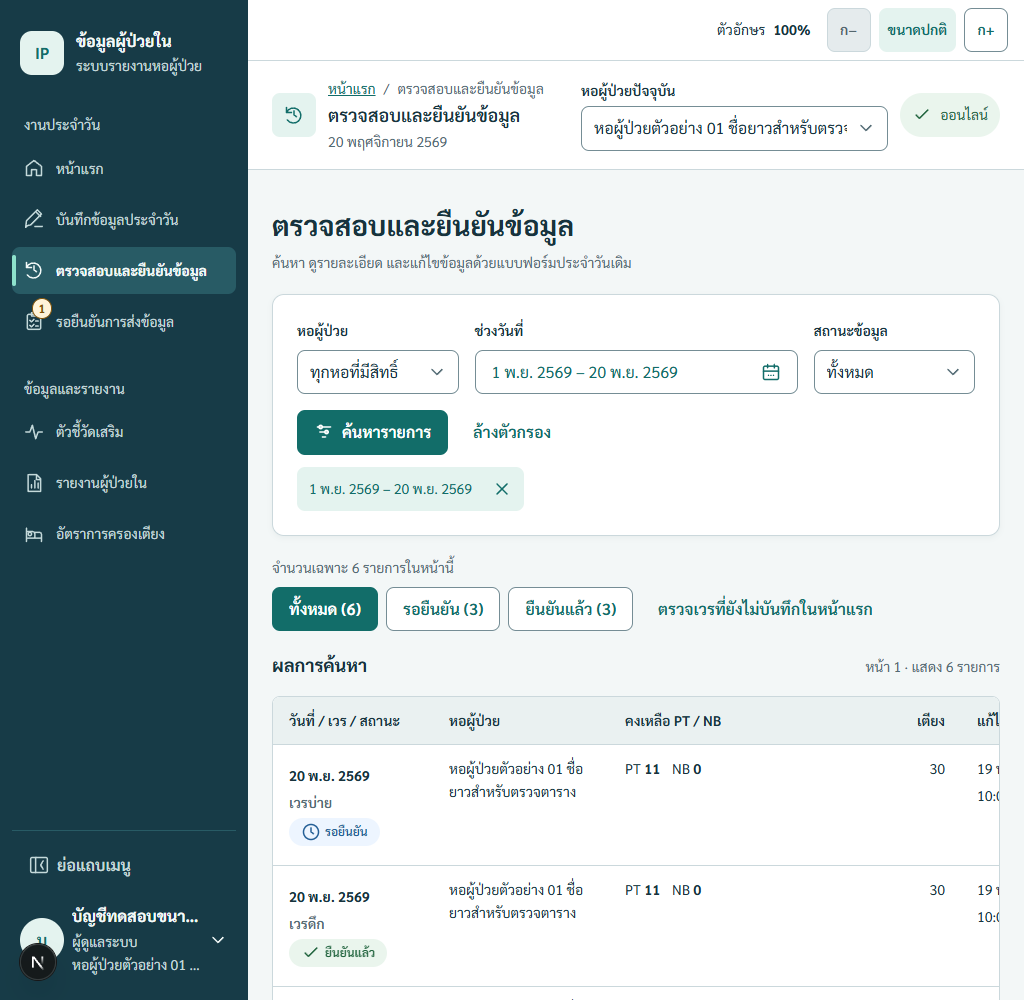 IP
ข้อมูลผู้ป่วยใน
ระบบรายงานหอผู้ป่วย
งานประจำวัน
หน้าแรก
บันทึกข้อมูลประจำวัน
ตรวจสอบและยืนยันข้อมูล
1
รอยืนยันการส่งข้อมูล
ข้อมูลและรายงาน
ตัวชี้วัดเสริม
รายงานผู้ป่วยใน
อัตราการครองเตียง
ย่อแถบเมนู
บัญชีทดสอบขนา...
ผู้ดูแลระบบ
หอผู้ป่วยตัวอย่าง 01 ...
N
ตัวอักษร 100% ก− ขนาดปกติ ก+
หน้าแรก / ตรวจสอบและยืนยันข้อมูล
ตรวจสอบและยืนยันข้อมูล
20 พฤศจิกายน 2569
หอผู้ป่วยปัจจุบัน
หอผู้ป่วยตัวอย่าง 01 ชื่อยาวสำหรับตรวจ
ออนไลน์
ตรวจสอบและยืนยันข้อมูล
ค้นหา ดูรายละเอียด และแก้ไขข้อมูลด้วยแบบฟอร์มประจำวันเดิม
หอผู้ป่วย ช่วงวันที่ สถานะข้อมูล
ทุกหอที่มีสิทธิ์ 1 พ.ย. 2569 – 20 พ.ย. 2569 ทั้งหมด
ค้นหารายการ ล้างตัวกรอง
1 พ.ย. 2569 – 20 พ.ย. 2569
จำนวนเฉพาะ 6 รายการในหน้านี้
ทั้งหมด (6) รอยืนยัน (3) ยืนยันแล้ว (3) ตรวจเวรที่ยังไม่บันทึกในหน้าแรก
ผลการค้นหา หน้า 1 · แสดง 6 รายการ
วันที่ / เวร / สถานะ หอผู้ป่วย คงเหลือ PT / NB เตียง แก้ไ
20 พ.ย. 2569 หอผู้ป่วยตัวอย่าง 01 ชื่อ PT 11 NB 0 30 19
ยาวสำหรับตรวจตาราง 10:0
เวรบ่าย
รอยืนยัน
20 พ.ย. 2569 หอผู้ป่วยตัวอย่าง 01 ชื่อ PT 11 NB 0 30 19
ยาวสำหรับตรวจตาราง 10:0
เวรดึก
ยืนยันแล้ว